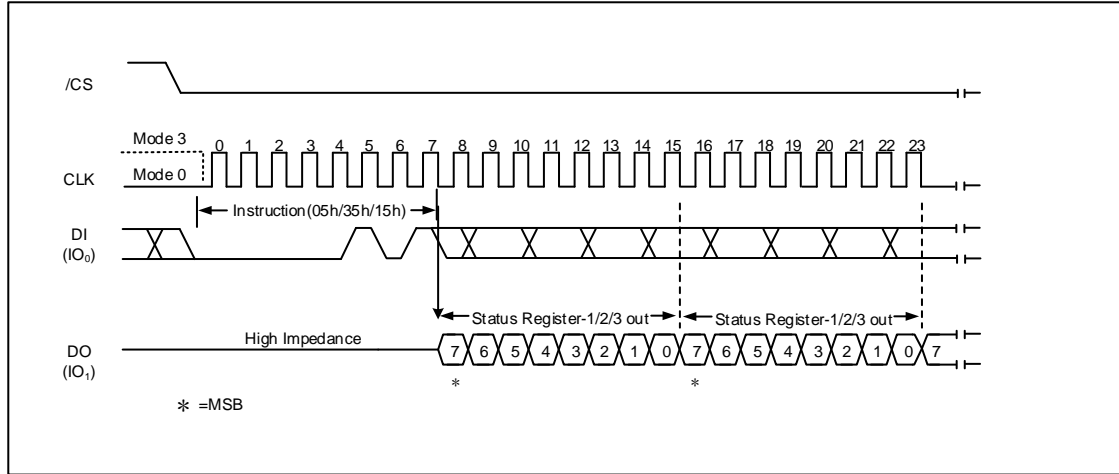 /CS
Mode 3
0 1 2 3 4 5 6 7 8 9 10 11 12 13 14 15 16 17 18 19 20 21 22 23
CLK
Mode 0
Instruction(05h/35h/15h)
DI
(IO₀)
Status Register-1/2/3 out Status Register-1/2/3 out
High Impedance
DO
(IO₁)
7 6 5 4 3 2 1 0 7 6 5 4 3 2 1 0 7
* *
* =MSB